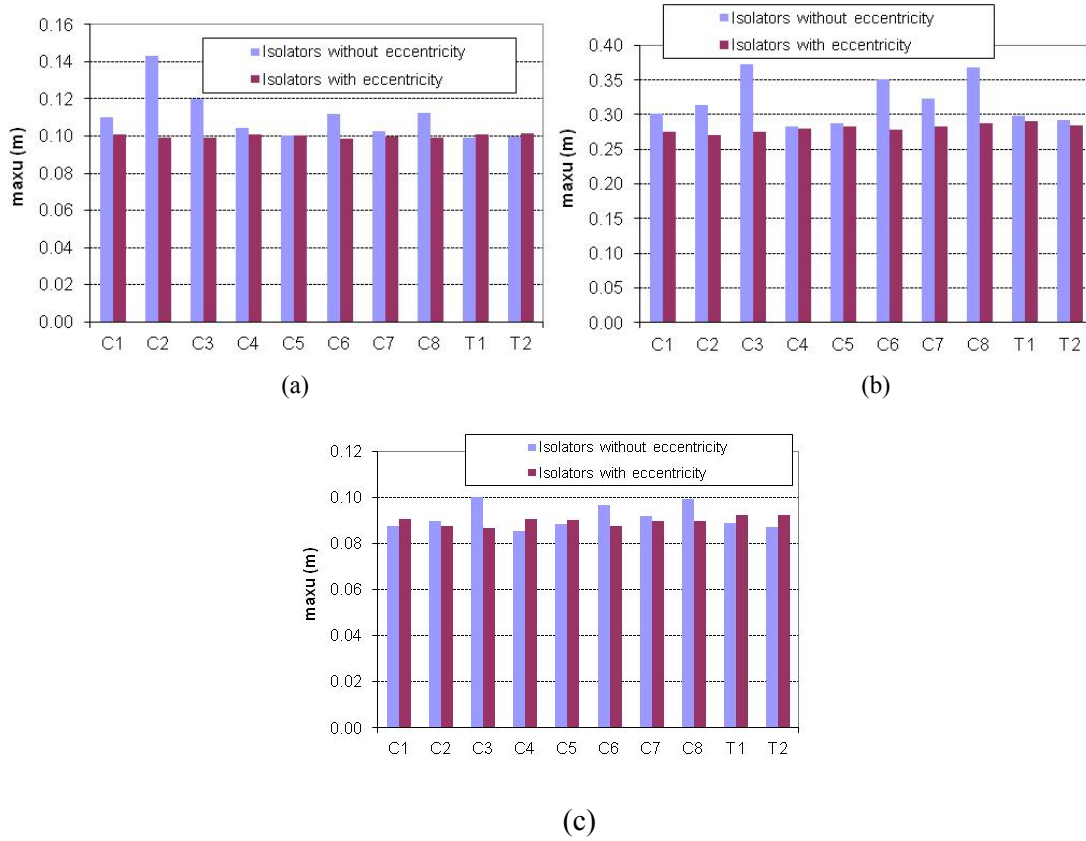 Isolators without eccentricity
Isolators with eccentricity
maxu (m)
0.16
0.14
0.12
0.10
0.08
0.06
0.04
0.02
0.00
C1 C2 C3 C4 C5 C6 C7 C8 T1 T2
(a)
Isolators without eccentricity
Isolators with eccentricity
maxu (m)
0.40
0.35
0.30
0.25
0.20
0.15
0.10
0.05
0.00
C1 C2 C3 C4 C5 C6 C7 C8 T1 T2
(b)
Isolators without eccentricity
Isolators with eccentricity
maxu (m)
0.12
0.10
0.08
0.06
0.04
0.02
0.00
C1 C2 C3 C4 C5 C6 C7 C8 T1 T2
(c)